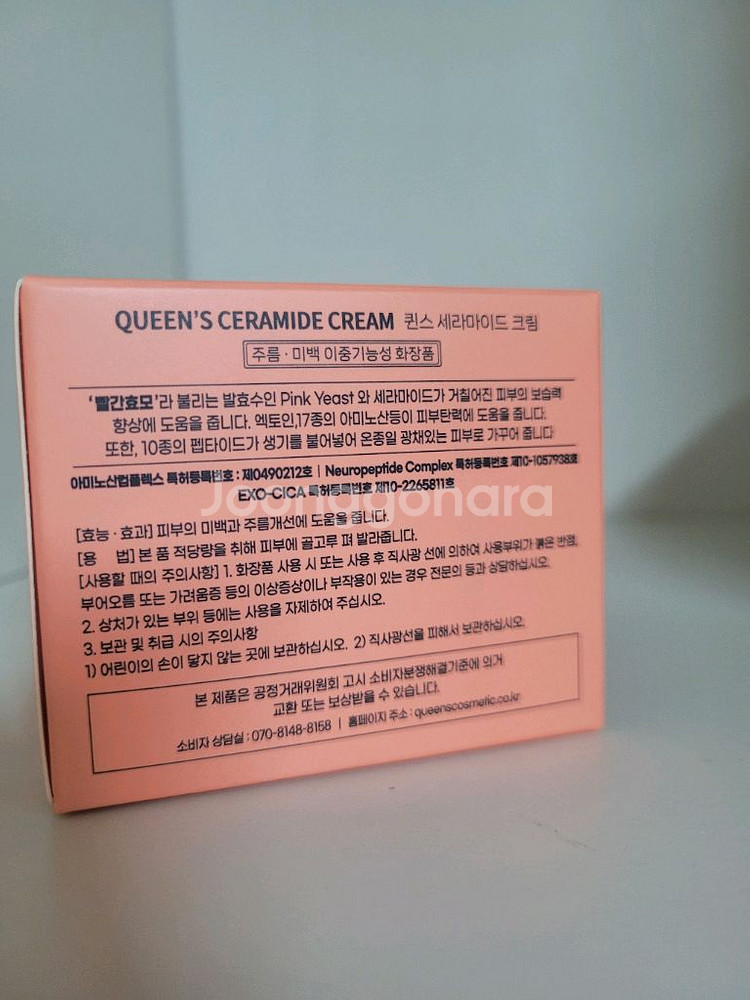 QUEEN'S CERAMIDE CREAM 퀸스 세라마이드 크림
주름·미백 이중기능성 화장품
'빨간효모'라 불리는 발효수인 Pink Yeast 와 세라마이드가 거칠어진 피부의 보습력
향상에 도움을 줍니다. 엑토인,17종의 아미노산등이 피부탄력에 도움을 줍니다.
또한, 10종의 펩타이드가 생기를 불어넣어 온종일 광채있는 피부로 가꾸어 줍니다
아미노산컴플렉스 특허등록번호 : 제0490212호 | Neuropeptide Complex 특허등록번호 제10-1057938호
EXO-CICA 특허등록번호 제10-2265811호
Joonggonara
[효능·효과] 피부의 미백과 주름개선에 도움을 줍니다.
[용 법] 본 품 적당량을 취해 피부에 골고루 펴 발라줍니다.
[사용할 때의 주의사항] 1. 화장품 사용 시 또는 사용 후 직사광 선에 의하여 사용부위가 붉은 반점,
부어오름 또는 가려움증 등의 이상증상이나 부작용이 있는 경우 전문의 등과 상담하십시오.
2. 상처가 있는 부위 등에는 사용을 자제하여 주십시오.
3. 보관 및 취급 시의 주의사항
1) 어린이의 손이 닿지 않는 곳에 보관하십시오. 2) 직사광선을 피해서 보관하십시오.
본 제품은 공정거래위원회 고시 소비자분쟁해결기준에 의거
교환 또는 보상받을 수 있습니다.
소비자 상담실 : 070-8148-8158 | 홈페이지 주소 : queenscosmetic.co.kr